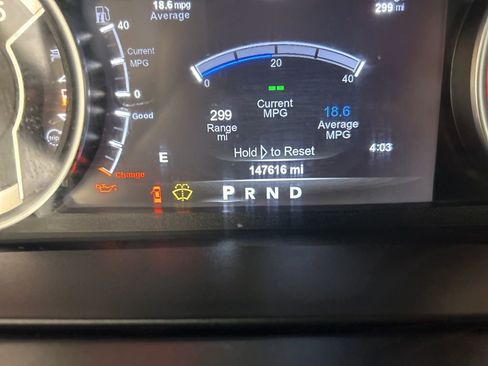 18.6 mpg
Average
299 mi
40
Current
MPG
0
Good
Change
0
20
40
Current
MPG
299
Range
mi
18.6
Average
MPG
Hold to Reset
4:03
E
147616 mi
P R N D